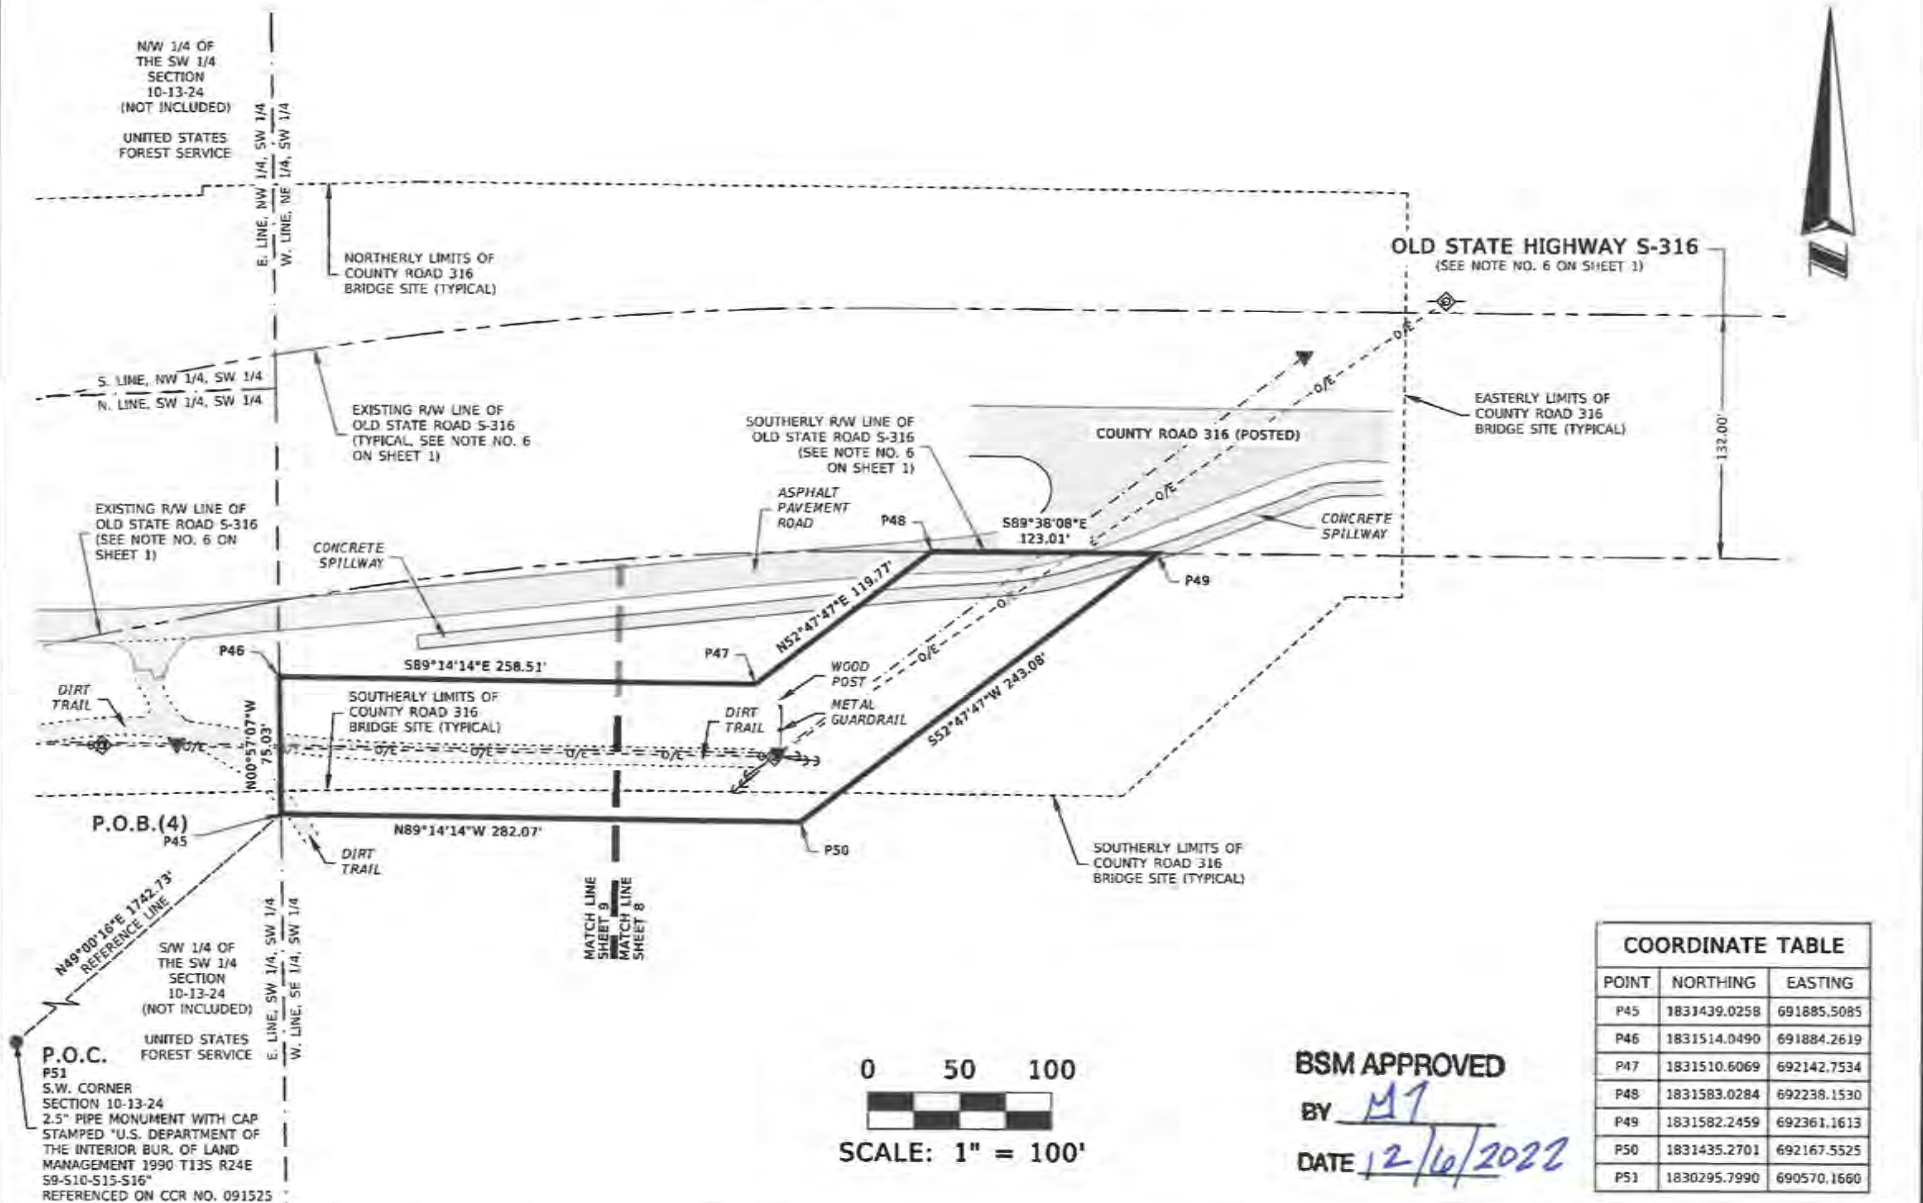 N/W 1/4 OF
THE SW 1/4
SECTION
10-13-24
(NOT INCLUDED)
UNITED STATES
FOREST SERVICE
E. LINE, NW 1/4, SW 1/4
W. LINE, NE 1/4, SW 1/4
NORTHERLY LIMITS OF
COUNTY ROAD 316
BRIDGE SITE (TYPICAL)
OLD STATE HIGHWAY S-316
(SEE NOTE NO. 6 ON SHEET 1)
N
132.00'
S. LINE, NW 1/4, SW 1/4
N. LINE, SW 1/4, SW 1/4
EXISTING R/W LINE OF
OLD STATE ROAD S-316
(TYPICAL, SEE NOTE NO. 6
ON SHEET 1)
SOUTHERLY R/W LINE OF
OLD STATE ROAD S-316
(SEE NOTE NO. 6
ON SHEET 1)
COUNTY ROAD 316 (POSTED)
O/E
O/E
O/E
EASTERLY LIMITS OF
COUNTY ROAD 316
BRIDGE SITE (TYPICAL)
EXISTING R/W LINE OF
OLD STATE ROAD S-316
(SEE NOTE NO. 6 ON
SHEET 1)
CONCRETE
SPILLWAY
ASPHALT
PAVEMENT
ROAD
P48
S89°38'08"E
123.01'
CONCRETE
SPILLWAY
P49
P46
S89°14'14"E 258.51'
P47
N52°47'47"E 119.77'
WOOD
POST
O/E
METAL
GUARDRAIL
S52°47'47"W 243.08'
DIRT
TRAIL
SOUTHERLY LIMITS OF
COUNTY ROAD 316
BRIDGE SITE (TYPICAL)
DIRT
TRAIL
N00°57'07"W
75.03'
O/E
O/E
O/E
O/E
O/E
P.O.B.(4)
P45
N89°14'14"W 282.07'
P50
DIRT
TRAIL
SOUTHERLY LIMITS OF
COUNTY ROAD 316
BRIDGE SITE (TYPICAL)
MATCH LINE
SHEET 9
MATCH LINE
SHEET 8
N49°00'16"E 1742.73'
REFERENCE LINE
S/W 1/4 OF
THE SW 1/4
SECTION
10-13-24
(NOT INCLUDED)
UNITED STATES
FOREST SERVICE
E. LINE, SW 1/4, SW 1/4
W. LINE, SE 1/4, SW 1/4
P.O.C.
P51
S.W. CORNER
SECTION 10-13-24
2.5" PIPE MONUMENT WITH CAP
STAMPED "U.S. DEPARTMENT OF
THE INTERIOR BUR. OF LAND
MANAGEMENT 1990 T13S R24E
S9-S10-S15-S16"
REFERENCED ON CCR NO. 091525
0 50 100
SCALE: 1" = 100'
BSM APPROVED
BY
DATE 12/6/2022
COORDINATE TABLE
POINT NORTHING EASTING
P45 1831439.0258 691885.5085
P46 1831514.0490 691884.2619
P47 1831510.6069 692142.7534
P48 1831583.0284 692238.1530
P49 1831582.2459 692361.1613
P50 1831435.2701 692167.5525
P51 1830295.7990 690570.1660